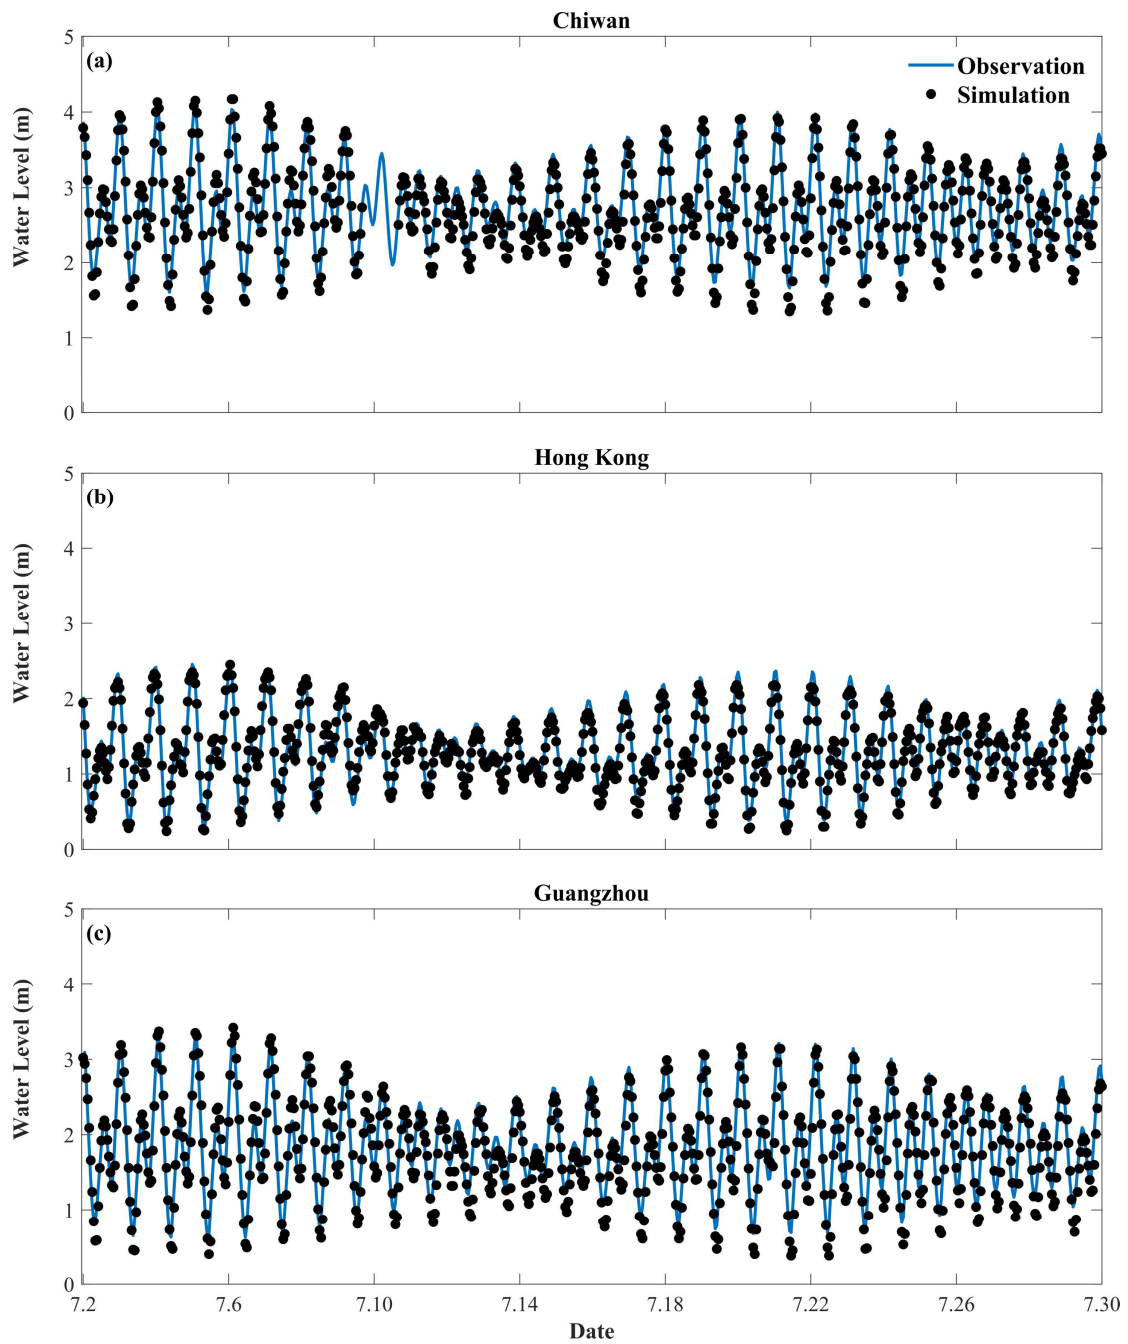 Chiwan
5
(a)
Observation
Simulation
4
3
2
1
0
Water Level (m)
Hong Kong
5
(b)
4
3
2
1
0
Water Level (m)
Guangzhou
5
(c)
4
3
2
1
0
Water Level (m)
7.2 7.6 7.10 7.14 7.18 7.22 7.26 7.30
Date